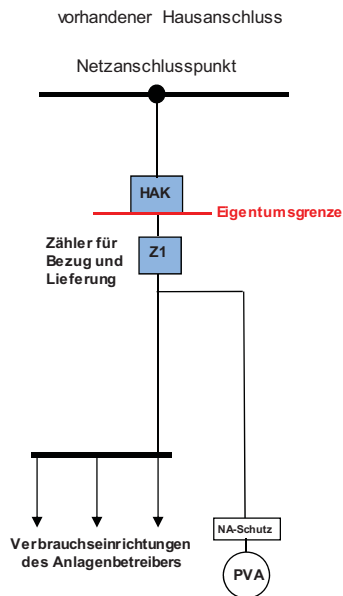 vorhandener Hausanschluss
Netzanschlusspunkt
HAK
Eigentumsgrenze
Zähler für
Bezug und
Lieferung
Z1
NA-Schutz
Verbrauchseinrichtungen
des Anlagenbetreibers
PVA